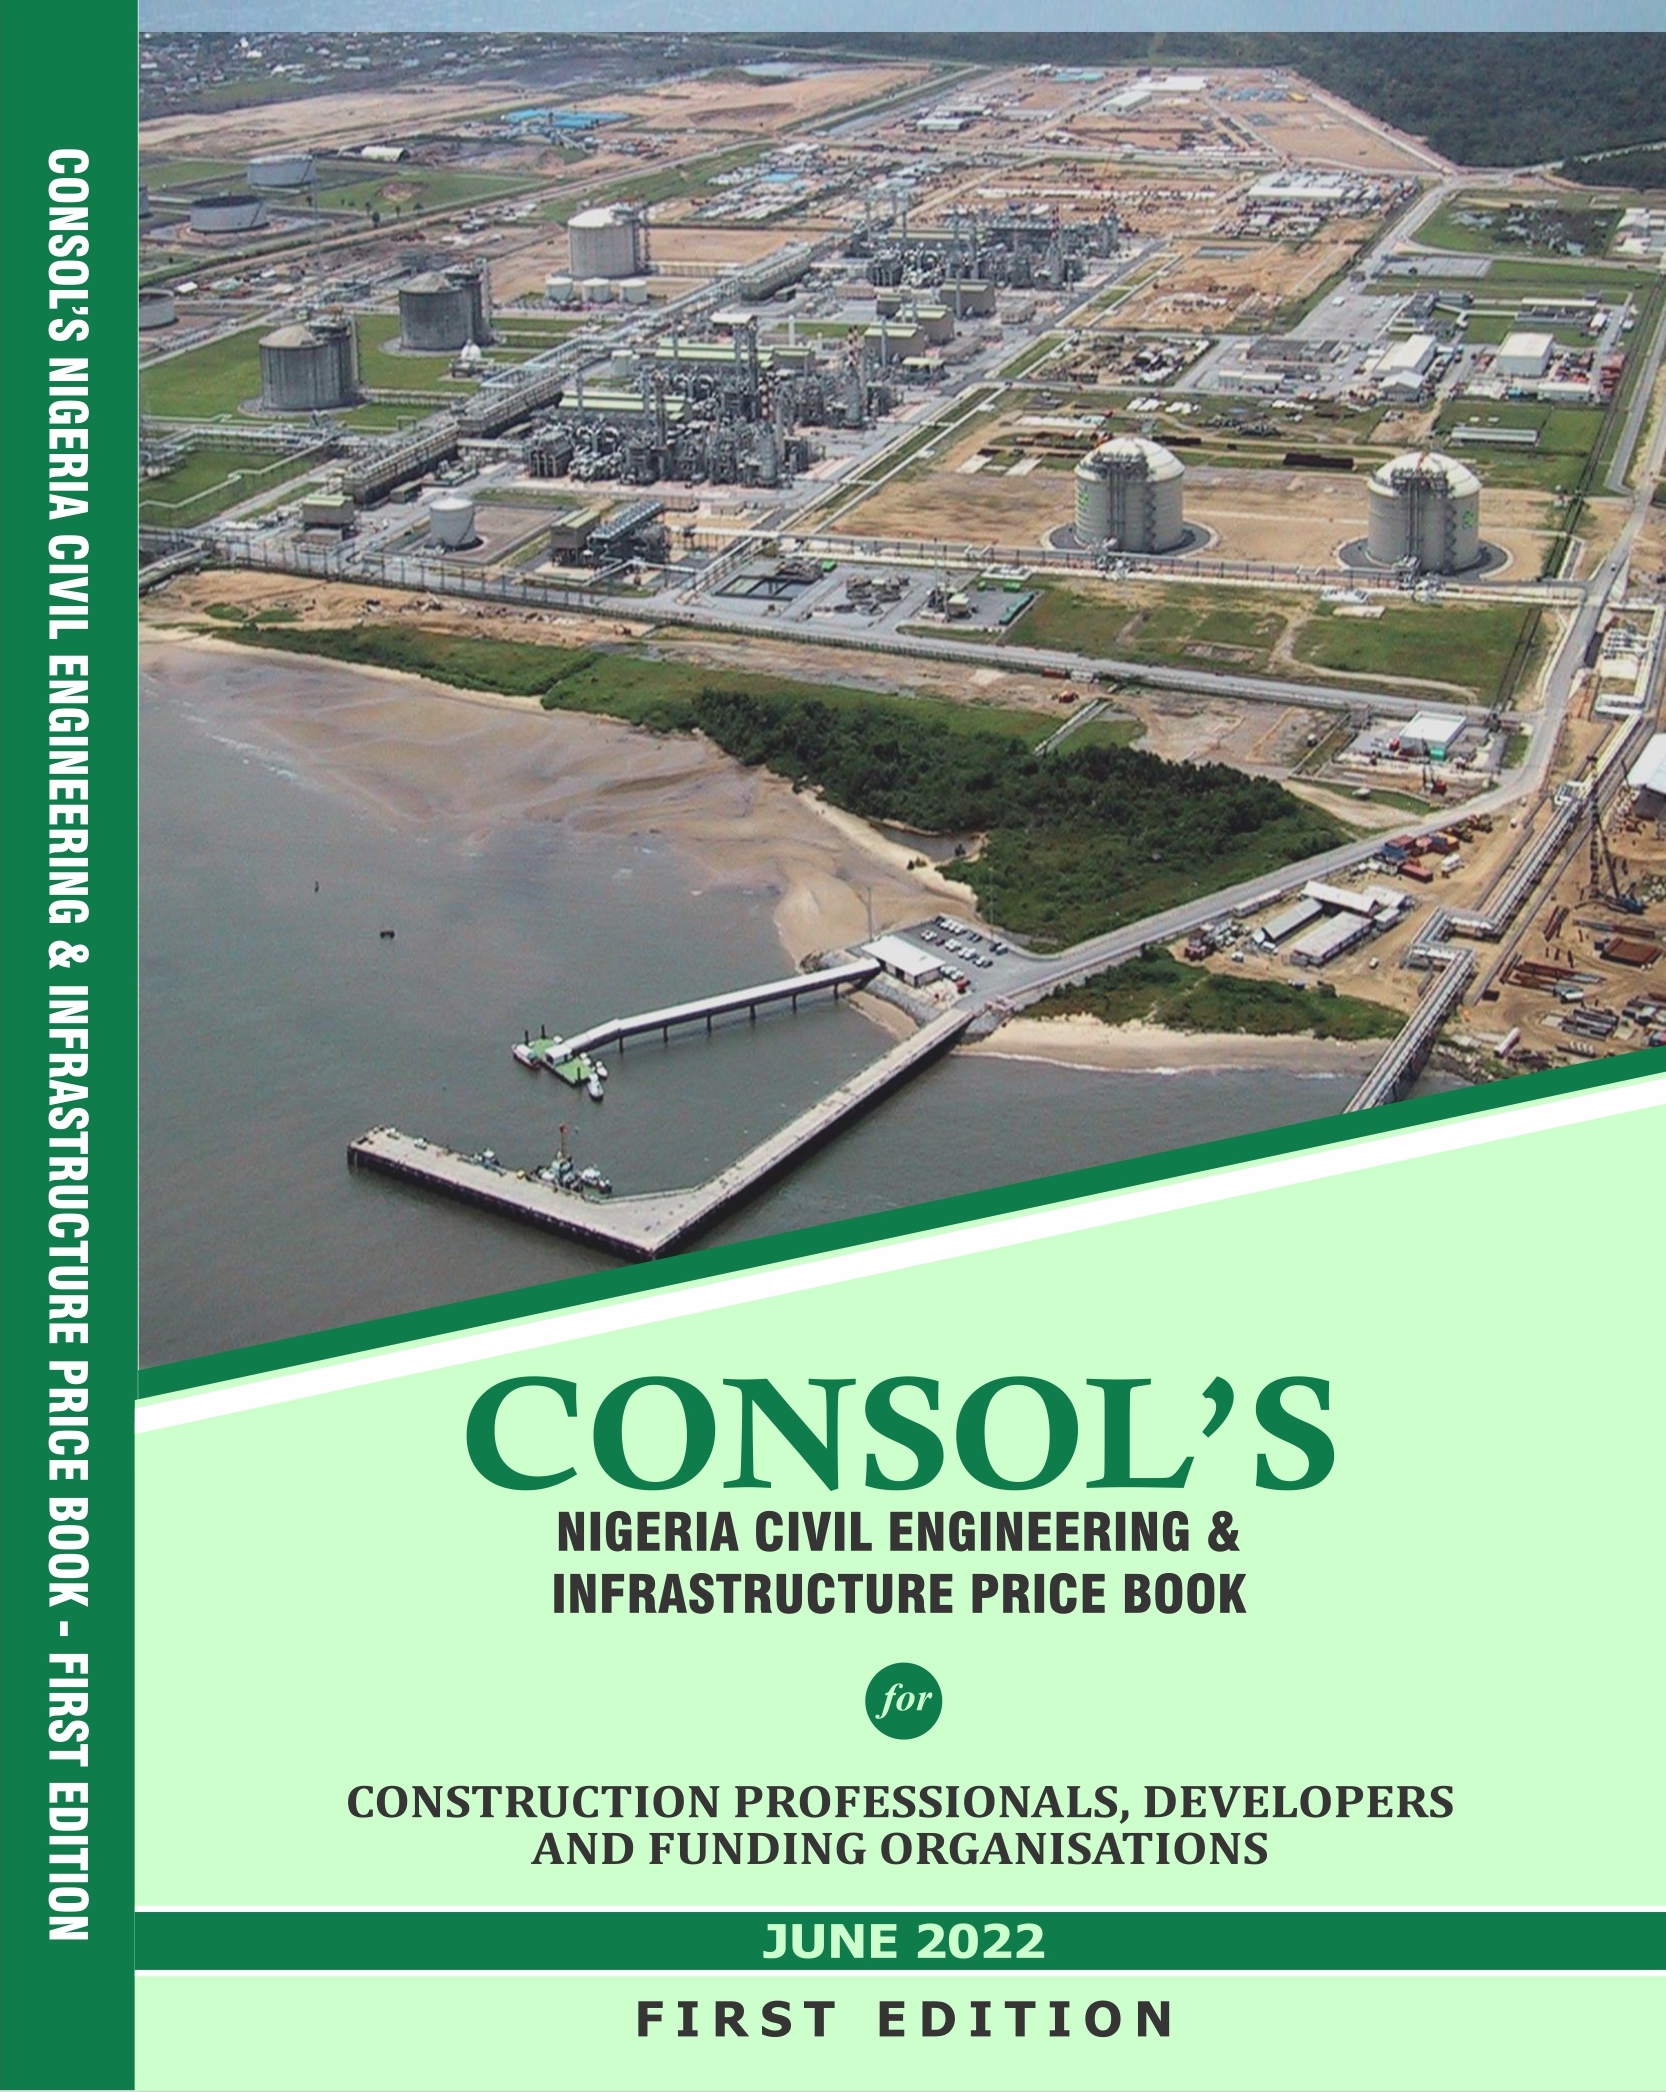 CONSOL'S NIGERIA CIVIL ENGINEERING & INFRASTRUCTURE PRICE BOOK - FIRST EDITION
CONSOL'S
NIGERIA CIVIL ENGINEERING &
INFRASTRUCTURE PRICE BOOK
for
CONSTRUCTION PROFESSIONALS, DEVELOPERS
AND FUNDING ORGANISATIONS
JUNE 2022
FIRST EDITION